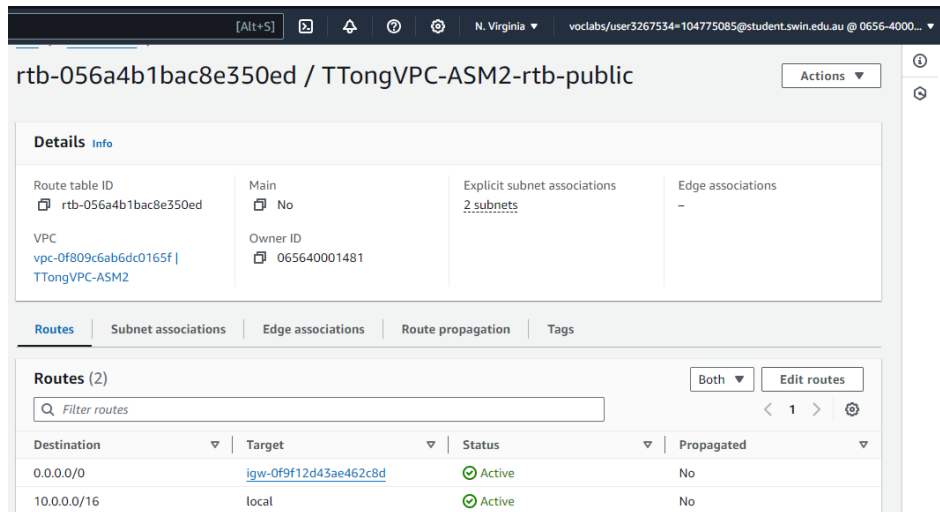 [Alt+S] N. Virginia ▼ voclabs/user3267534=104775085@student.swin.edu.au @ 0656-4000... ▼
rtb-056a4b1bac8e350ed / TTongVPC-ASM2-rtb-public
Actions ▼
Details Info
Route table ID
rtb-056a4b1bac8e350ed
Main
No
Explicit subnet associations
2 subnets
Edge associations
–
VPC
vpc-0f809c6ab6dc0165f |
TTongVPC-ASM2
Owner ID
065640001481
Routes Subnet associations Edge associations Route propagation Tags
Routes (2)
Both ▼ Edit routes
Filter routes
< 1 >
Destination Target Status Propagated
0.0.0.0/0 igw-0f9f12d43ae462c8d Active No
10.0.0.0/16 local Active No